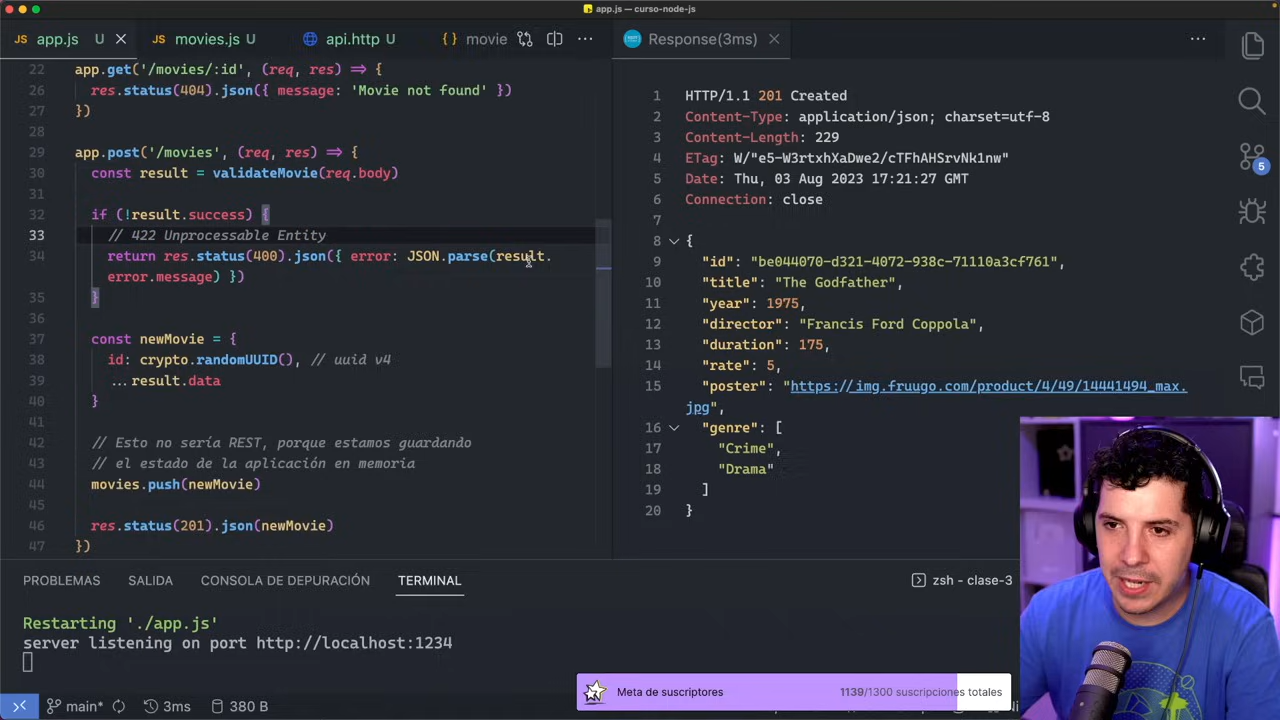 app.js — curso-node-js
JS app.js U
JS movies.js U
api.http U
{} movie
Response(3ms)
22 app.get('/movies/:id', (req, res) => {
26 res.status(404).json({ message: 'Movie not found' })
27 })
28
29 app.post('/movies', (req, res) => {
30 const result = validateMovie(req.body)
31
32 if (!result.success) {
33 // 422 Unprocessable Entity
34 return res.status(400).json({ error: JSON.parse(result.
error.message) })
35 }
36
37 const newMovie = {
38 id: crypto.randomUUID(), // uuid v4
39 ...result.data
40 }
41
42 // Esto no sería REST, porque estamos guardando
43 // el estado de la aplicación en memoria
44 movies.push(newMovie)
45
46 res.status(201).json(newMovie)
47 })
1 HTTP/1.1 201 Created
2 Content-Type: application/json; charset=utf-8
3 Content-Length: 229
4 ETag: W/"e5-W3rtxhXaDwe2/cTFhAHSrvNk1nw"
5 Date: Thu, 03 Aug 2023 17:21:27 GMT
6 Connection: close
7
8 {
9 "id": "be044070-d321-4072-938c-71110a3cf761",
10 "title": "The Godfather",
11 "year": 1975,
12 "director": "Francis Ford Coppola",
13 "duration": 175,
14 "rate": 5,
15 "poster": "https://img.fruugo.com/product/4/49/14441494_max.
jpg",
16 "genre": [
17 "Crime",
18 "Drama"
19 ]
20 }
5
PROBLEMAS SALIDA CONSOLA DE DEPURACIÓN TERMINAL
zsh - clase-3
Restarting './app.js'
server listening on port http://localhost:1234
main* 3ms 380 B
Meta de suscriptores 1139/1300 suscripciones totales